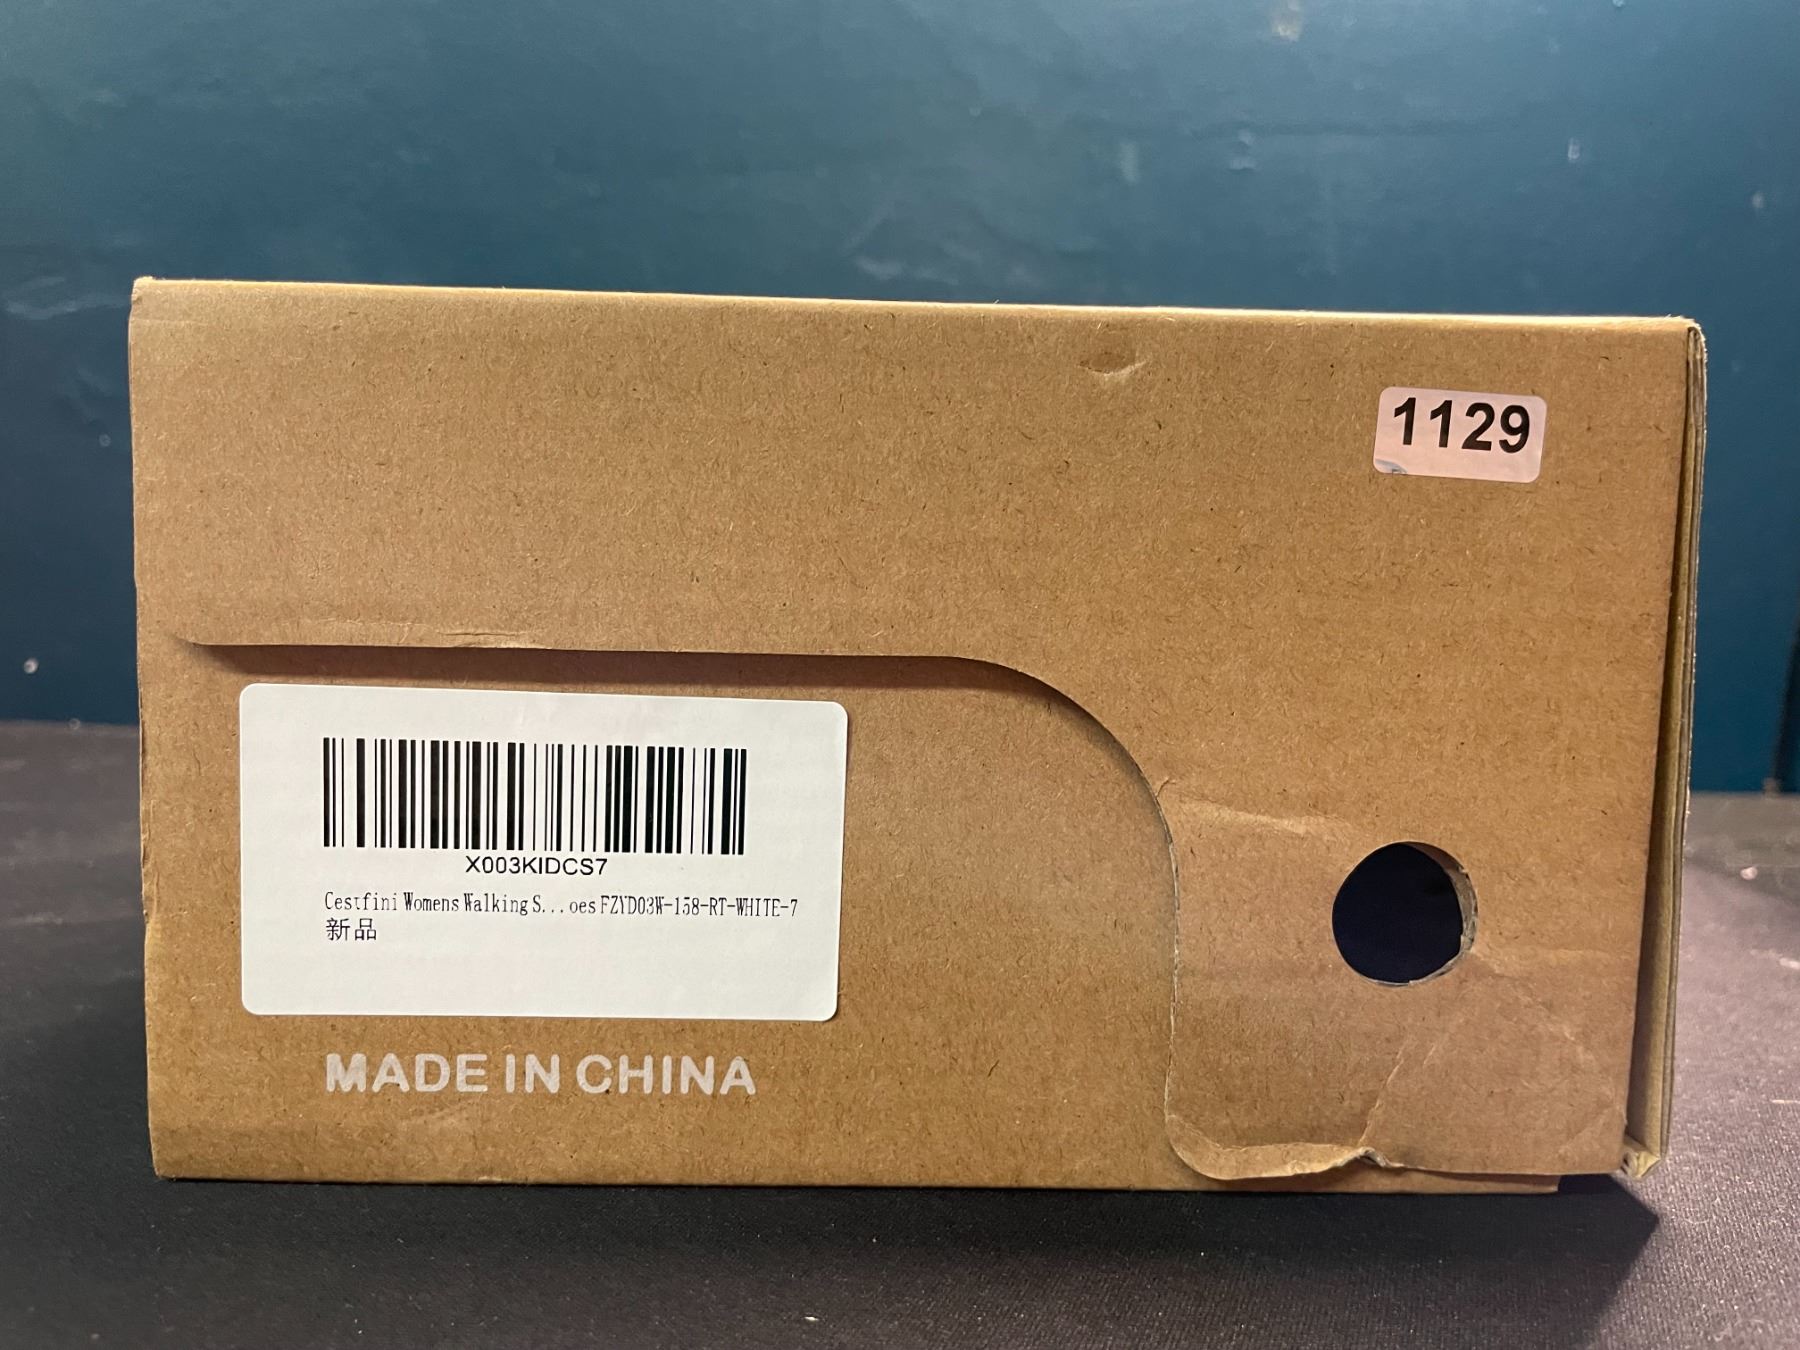 1129
X003KIDCS7
Cestfini Womens Walking S...oes FZYD03W-158-RT-WHITE-7
新品
MADE IN CHINA